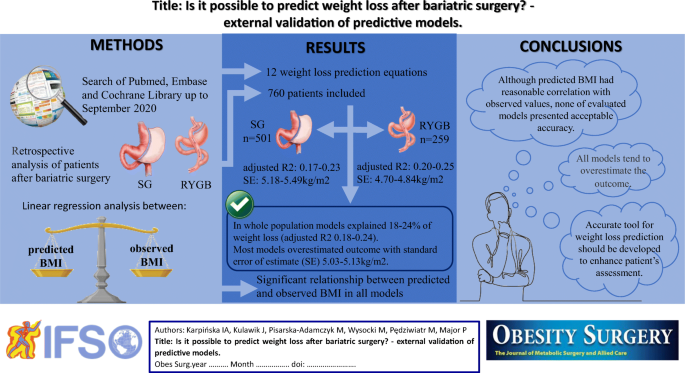 Title: Is it possible to predict weight loss after bariatric surgery? -
external validation of predictive models.
METHODS
Search of Pubmed, Embase
and Cochrane Library up to
September 2020
Retrospective
analysis of patients
after bariatric surgery
SG
RYGB
Linear regression analysis between:
predicted
BMI
observed
BMI
RESULTS
12 weight loss prediction equations
760 patients included
SG
n=501
RYGB
n=259
adjusted R2: 0.17-0.23
SE: 5.18-5.49kg/m2
adjusted R2: 0.20-0.25
SE: 4.70-4.84kg/m2
In whole population models explained 18-24% of
weight loss (adjusted R2 0.18-0.24).
Most models overestimated outcome with standard
error of estimate (SE) 5.03-5.13kg/m2.
Significant relationship between predicted
and observed BMI in all models
CONCLUSIONS
Although predicted BMI had
reasonable correlation with
observed values, none of evaluated
models presented acceptable
accuracy.
All models tend to
overestimate the
outcome.
Accurate tool for
weight loss prediction
should be developed
to enhance patient's
assessment.
IFSO
Authors: Karpińska IA, Kulawik J, Pisarska-Adamczyk M, Wysocki M, Pędziwiatr M, Major P
Title: Is it possible to predict weight loss after bariatric surgery? - external validation of
predictive models.
Obes Surg.year .......... Month ................. doi: .........................
OBESITY SURGERY
The Journal of Metabolic Surgery and Allied Care